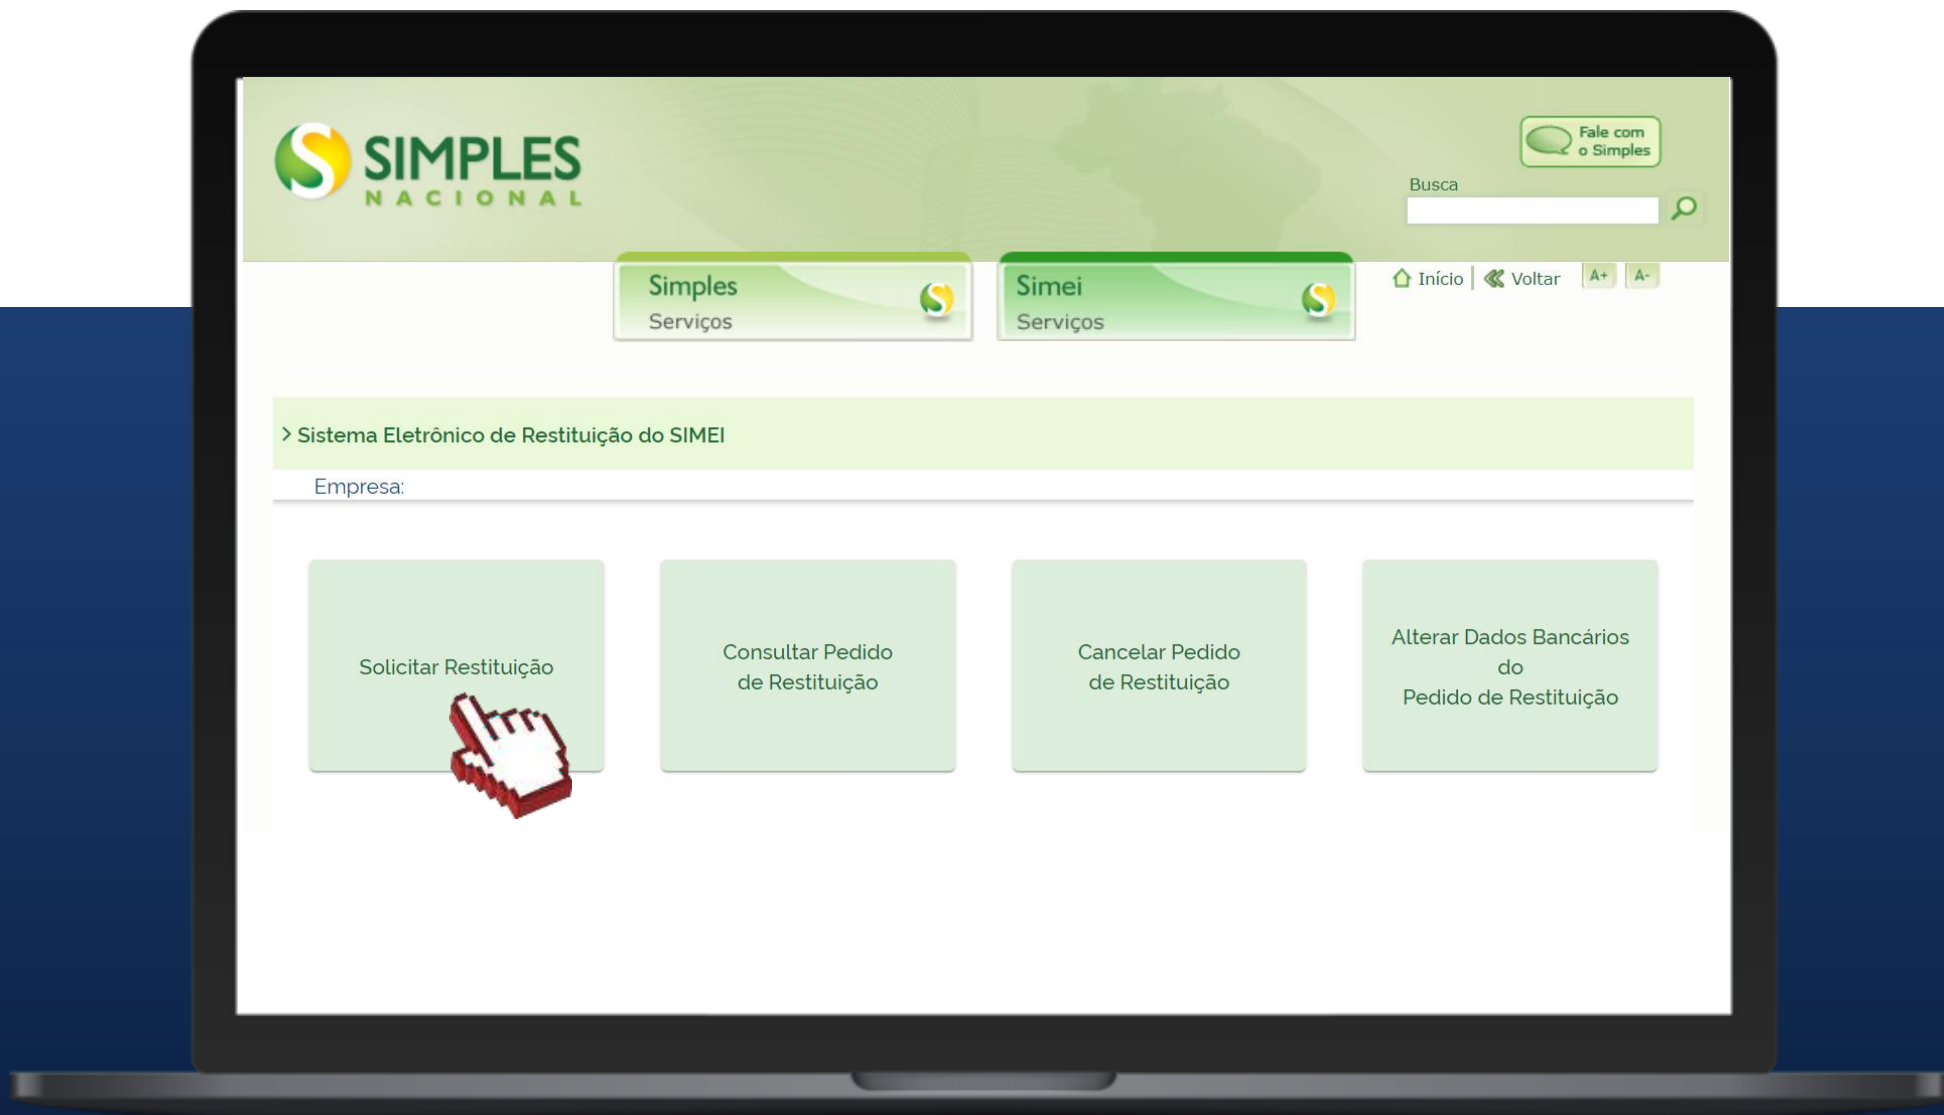 SIMPLES
NACIONAL
Fale com
o Simples
Busca
Simples
Serviços
Simei
Serviços
Início | Voltar A+ A-
> Sistema Eletrônico de Restituição do SIMEI
Empresa:
Solicitar Restituição
Consultar Pedido
de Restituição
Cancelar Pedido
de Restituição
Alterar Dados Bancários
do
Pedido de Restituição